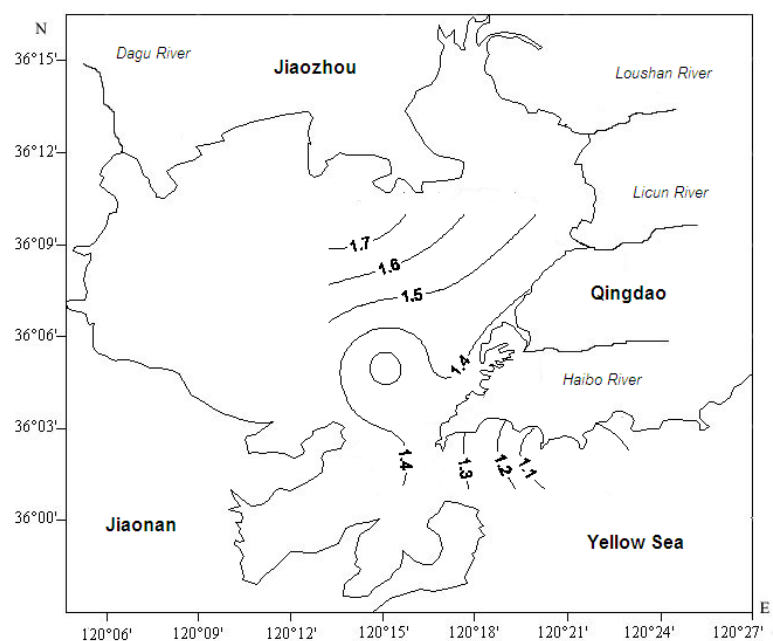 N
36°15'
Dagu River
Jiaozhou
Loushan River
36°12'
Licun River
36°09'
1.7
1.6
1.5
Qingdao
36°06'
1.4
Haibo River
36°03'
1.4
1.3
1.2
1.1
36°00'
Jiaonan
Yellow Sea
E
120°06' 120°09' 120°12' 120°15' 120°18' 120°21' 120°24' 120°27'